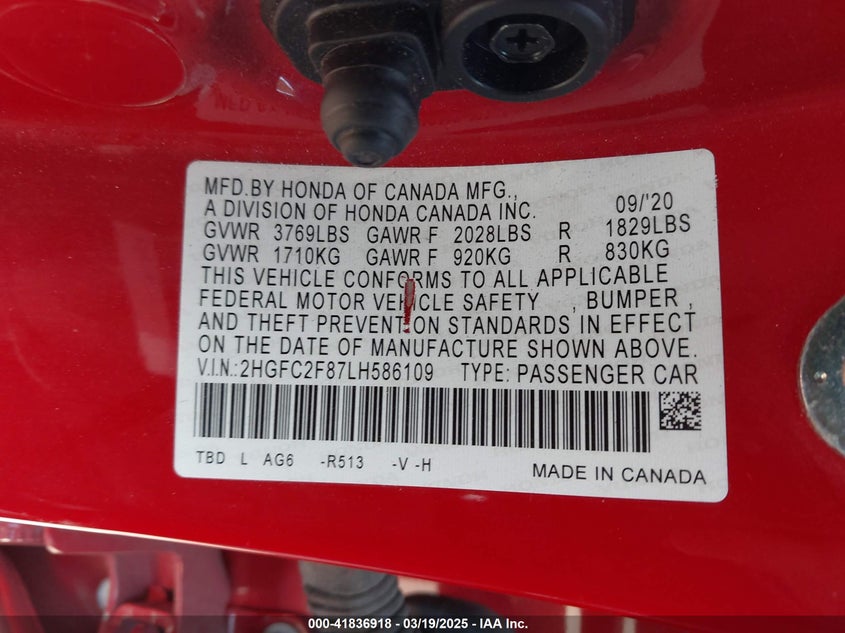 MFD.BY HONDA OF CANADA MFG.,
A DIVISION OF HONDA CANADA INC. 09/'20
GVWR 3769LBS GAWR F 2028LBS R 1829LBS
GVWR 1710KG GAWR F 920KG R 830KG
THIS VEHICLE CONFORMS TO ALL APPLICABLE
FEDERAL MOTOR VEHICLE SAFETY , BUMPER ,
AND THEFT PREVENTION STANDARDS IN EFFECT
ON THE DATE OF MANUFACTURE SHOWN ABOVE.
V.I.N.: 2HGFC2F87LH586109 TYPE: PASSENGER CAR
TBD L AG6 -R513 -V -H
MADE IN CANADA
000-41836918 - 03/19/2025 - IAA Inc.